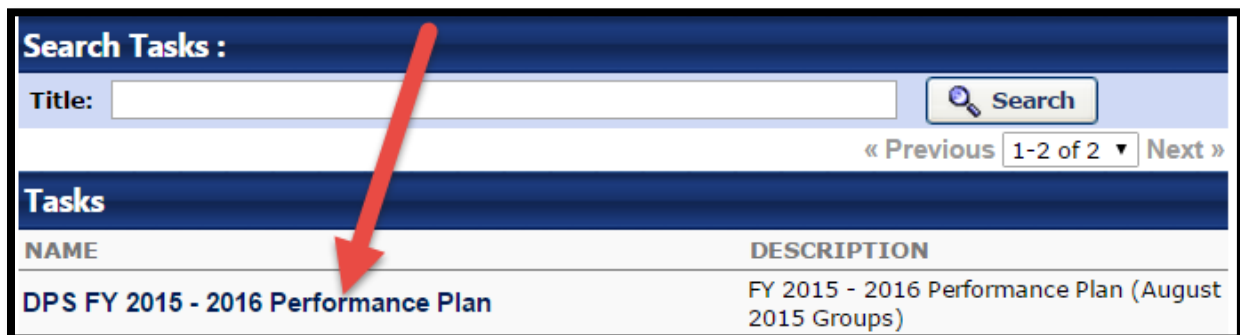 Search Tasks :
Title:
Search
« Previous 1-2 of 2 ▼ Next »
Tasks
NAME DESCRIPTION
DPS FY 2015 - 2016 Performance Plan FY 2015 - 2016 Performance Plan (August
2015 Groups)